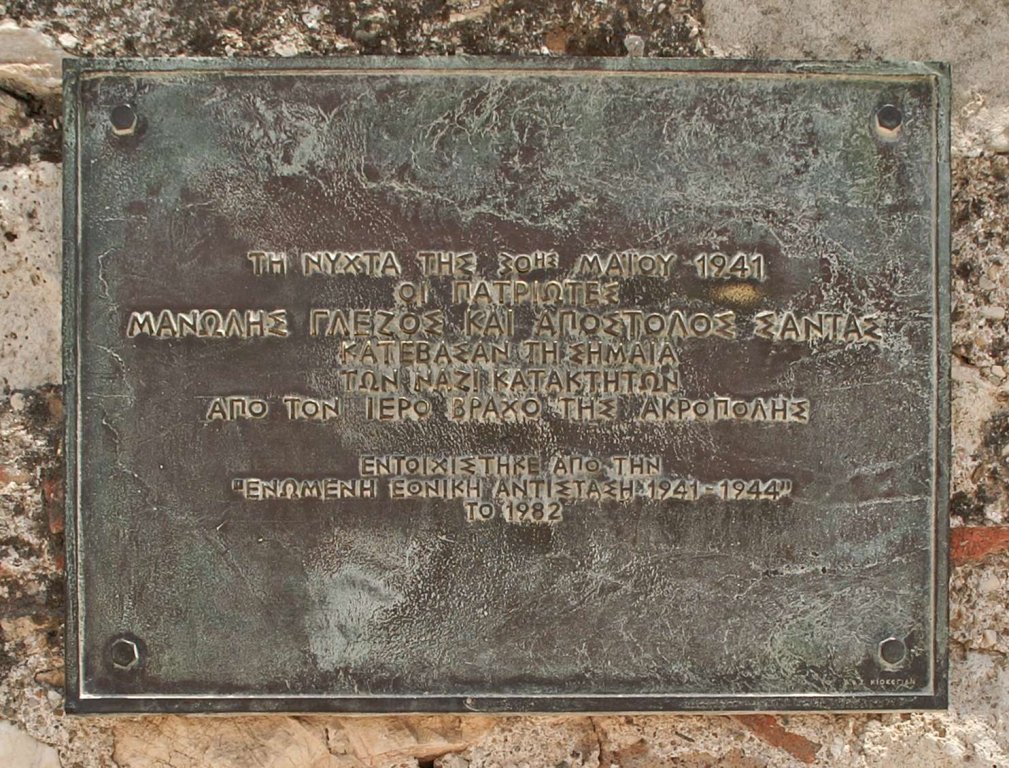 ΤΗ ΝΥΧΤΑ ΤΗΣ 30ΗΣ ΜΑΪΟΥ 1941
ΟΙ ΠΑΤΡΙΩΤΕΣ
ΜΑΝΩΛΗΣ ΓΛΕΖΟΣ ΚΑΙ ΑΠΟΣΤΟΛΟΣ ΣΑΝΤΑΣ
ΚΑΤΕΒΑΣΑΝ ΤΗ ΣΗΜΑΙΑ
ΤΩΝ ΝΑΖΙ ΚΑΤΑΚΤΗΤΩΝ
ΑΠΟ ΤΟΝ ΙΕΡΟ ΒΡΑΧΟ ΤΗΣ ΑΚΡΟΠΟΛΗΣ
ΕΝΤΟΙΧΙΣΤΗΚΕ ΑΠΟ ΤΗΝ
"ΕΝΩΜΕΝΗ ΕΘΝΙΚΗ ΑΝΤΙΣΤΑΣΗ 1941-1944"
ΤΟ 1982